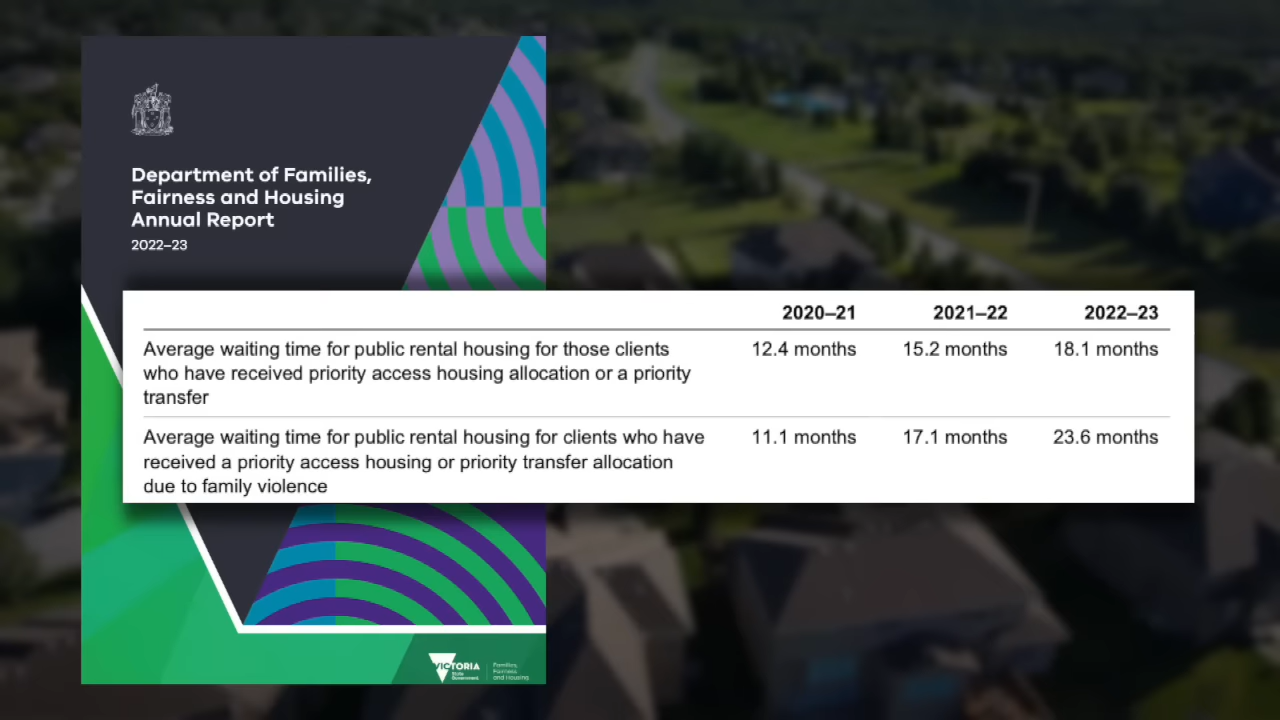 Department of Families,
Fairness and Housing
Annual Report
2022–23
2020–21 2021–22 2022–23
Average waiting time for public rental housing for those clients 12.4 months 15.2 months 18.1 months
who have received priority access housing allocation or a priority
transfer
Average waiting time for public rental housing for clients who have 11.1 months 17.1 months 23.6 months
received a priority access housing or priority transfer allocation
due to family violence
VICTORIA
State
Government
Families,
Fairness
and Housing